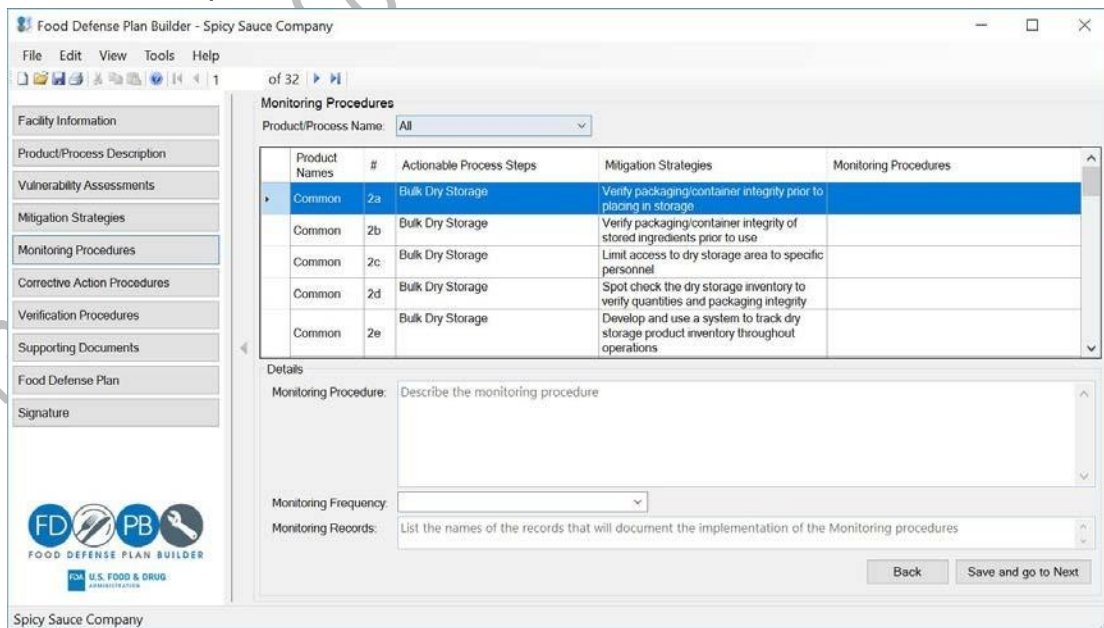 Food Defense Plan Builder - Spicy Sauce Company
File Edit View Tools Help
1 of 32
Facility Information
Product/Process Description
Vulnerability Assessments
Mitigation Strategies
Monitoring Procedures
Corrective Action Procedures
Verification Procedures
Supporting Documents
Food Defense Plan
Signature
FD PB
FOOD DEFENSE PLAN BUILDER
FDA U.S. FOOD & DRUG
ADMINISTRATION
Monitoring Procedures
Product/Process Name: All
Product Names # Actionable Process Steps Mitigation Strategies Monitoring Procedures
Common 2a Bulk Dry Storage Verify packaging/container integrity prior to
placing in storage
Common 2b Bulk Dry Storage Verify packaging/container integrity of
stored ingredients prior to use
Common 2c Bulk Dry Storage Limit access to dry storage area to specific
personnel
Common 2d Bulk Dry Storage Spot check the dry storage inventory to
verify quantities and packaging integrity
Common 2e Bulk Dry Storage Develop and use a system to track dry
storage product inventory throughout
operations
Details
Monitoring Procedure: Describe the monitoring procedure
Monitoring Frequency:
Monitoring Records: List the names of the records that will document the implementation of the Monitoring procedures
Back Save and go to Next
Spicy Sauce Company